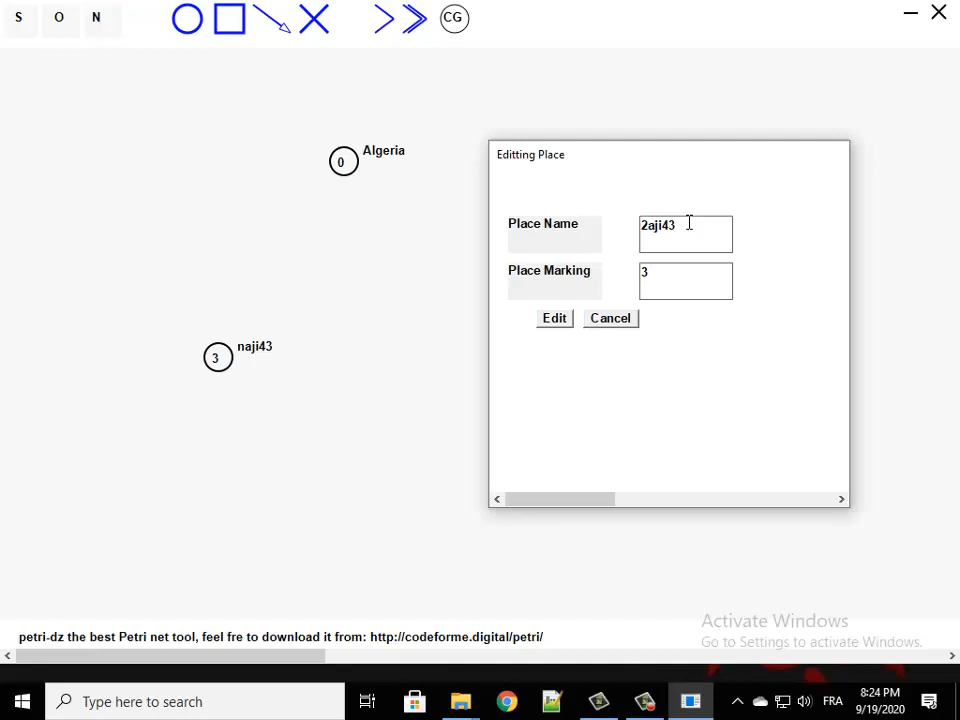 S O N CG
Algeria
0
Editting Place
Place Name 2aji43
Place Marking 3
Edit Cancel
naji43
3
Activate Windows
Go to Settings to activate Windows.
petri-dz the best Petri net tool, feel fre to download it from: http://codeforme.digital/petri/
Type here to search
FRA
8:24 PM
9/19/2020